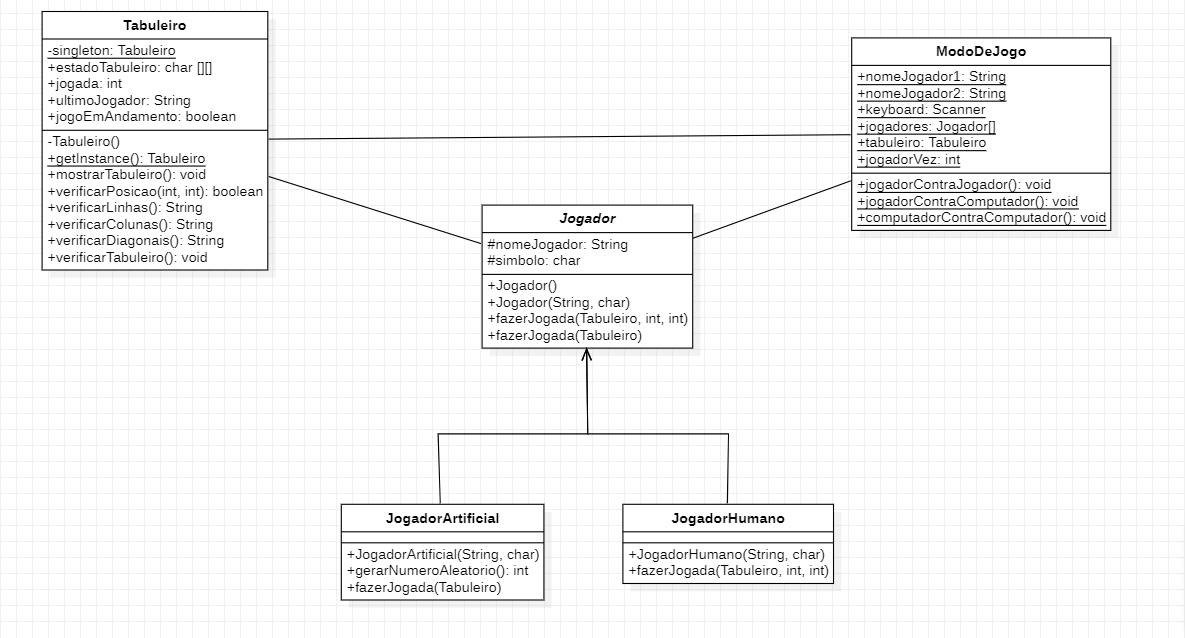 Tabuleiro
-singleton: Tabuleiro
+estadoTabuleiro: char [][]
+jogada: int
+ultimoJogador: String
+jogoEmAndamento: boolean
-Tabuleiro()
+getInstance(): Tabuleiro
+mostrarTabuleiro(): void
+verificarPosicao(int, int): boolean
+verificarLinhas(): String
+verificarColunas(): String
+verificarDiagonais(): String
+verificarTabuleiro(): void
ModoDeJogo
+nomeJogador1: String
+nomeJogador2: String
+keyboard: Scanner
+jogadores: Jogador[]
+tabuleiro: Tabuleiro
+jogadorVez: int
+jogadorContraJogador(): void
+jogadorContraComputador(): void
+computadorContraComputador(): void
Jogador
#nomeJogador: String
#simbolo: char
+Jogador()
+Jogador(String, char)
+fazerJogada(Tabuleiro, int, int)
+fazerJogada(Tabuleiro)
JogadorArtificial
+JogadorArtificial(String, char)
+gerarNumeroAleatorio(): int
+fazerJogada(Tabuleiro)
JogadorHumano
+JogadorHumano(String, char)
+fazerJogada(Tabuleiro, int, int)